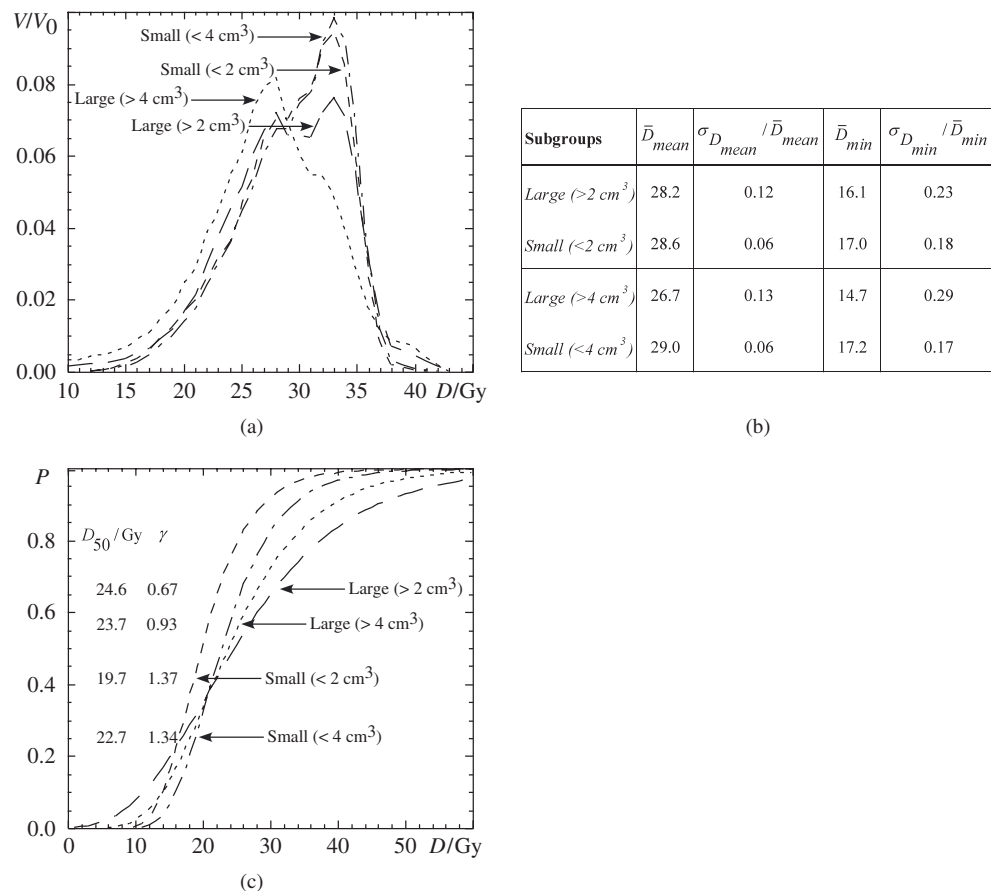 V/V0
Small (< 4 cm3)
0.08
Small (< 2 cm3)
Large (> 4 cm3)
Large (> 2 cm3)
0.06
0.04
0.02
0.00
10 15 20 25 30 35 40 D/Gy
(a)
Subgroups D̄mean σDmean/D̄mean D̄min σDmin/D̄min
Large (>2 cm3) 28.2 0.12 16.1 0.23
Small (<2 cm3) 28.6 0.06 17.0 0.18
Large (>4 cm3) 26.7 0.13 14.7 0.29
Small (<4 cm3) 29.0 0.06 17.2 0.17
(b)
P
0.8
D50/Gy γ
24.6 0.67 Large (> 2 cm3)
0.6
23.7 0.93 Large (> 4 cm3)
19.7 1.37 Small (< 2 cm3)
0.4
22.7 1.34 Small (< 4 cm3)
0.2
0.0
0 10 20 30 40 50 D/Gy
(c)